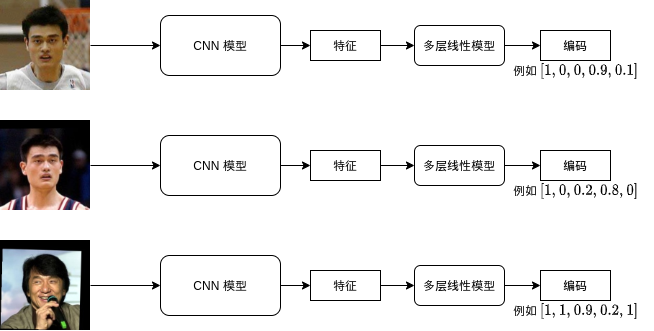 CNN 模型
特征
多层线性模型
编码
例如 [1, 0, 0, 0.9, 0.1]
CNN 模型
特征
多层线性模型
编码
例如 [1, 0, 0.2, 0.8, 0]
CNN 模型
特征
多层线性模型
编码
例如 [1, 1, 0.9, 0.2, 1]